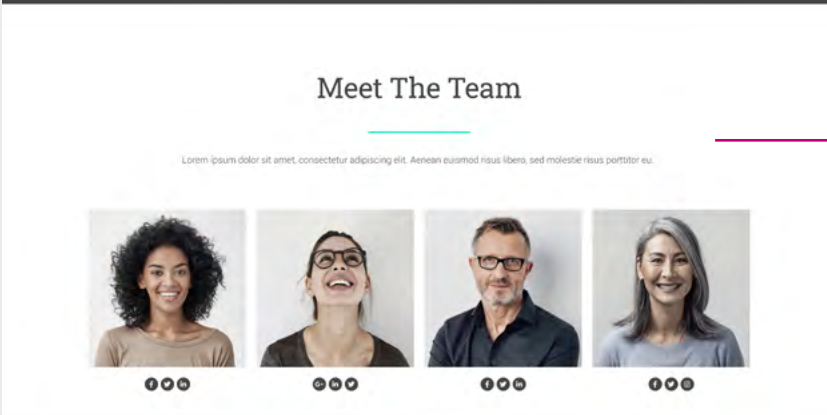 Meet The Team
Lorem ipsum dolor sit amet, consectetur adipiscing elit. Aenean euismod risus libero, sed molestie risus porttitor eu.